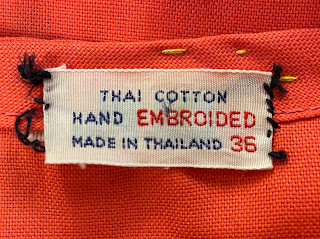 THAI COTTON
HAND EMBROIDED
MADE IN THAILAND 36